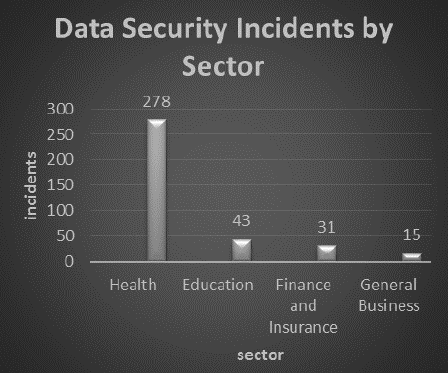 Data Security Incidents by
Sector
incidents
300
250
200
150
100
50
0
278
43
31
15
Health
Education
Finance
and
Insurance
General
Business
sector